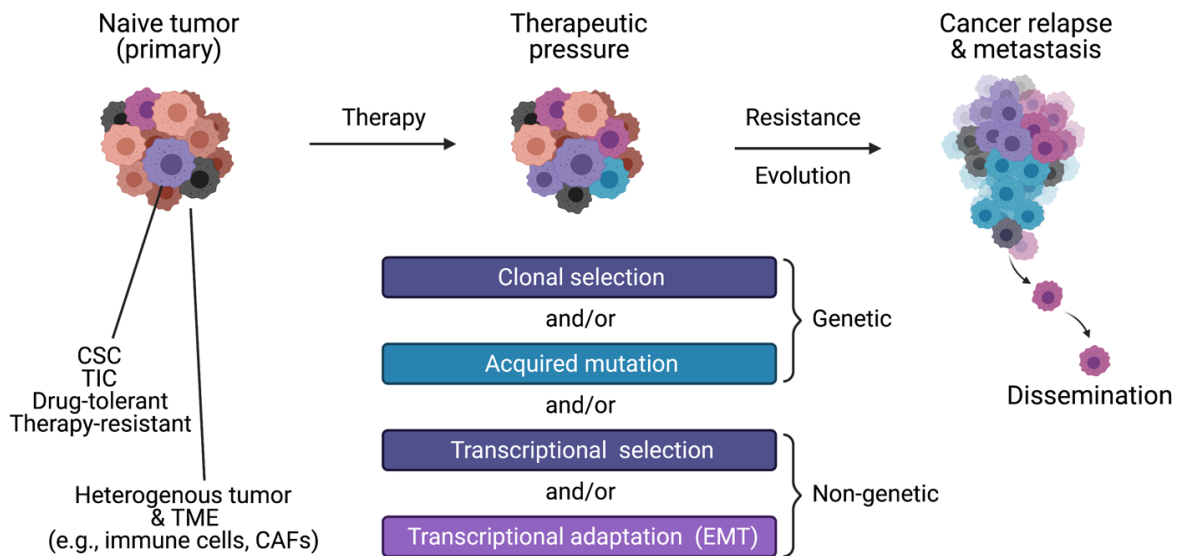 Naive tumor
(primary)
Therapeutic
pressure
Cancer relapse
& metastasis
Therapy
Resistance
Evolution
CSC
TIC
Drug-tolerant
Therapy-resistant
Heterogenous tumor
& TME
(e.g., immune cells, CAFs)
Clonal selection
and/or
Acquired mutation
and/or
Transcriptional selection
and/or
Transcriptional adaptation (EMT)
Genetic
Non-genetic
Dissemination